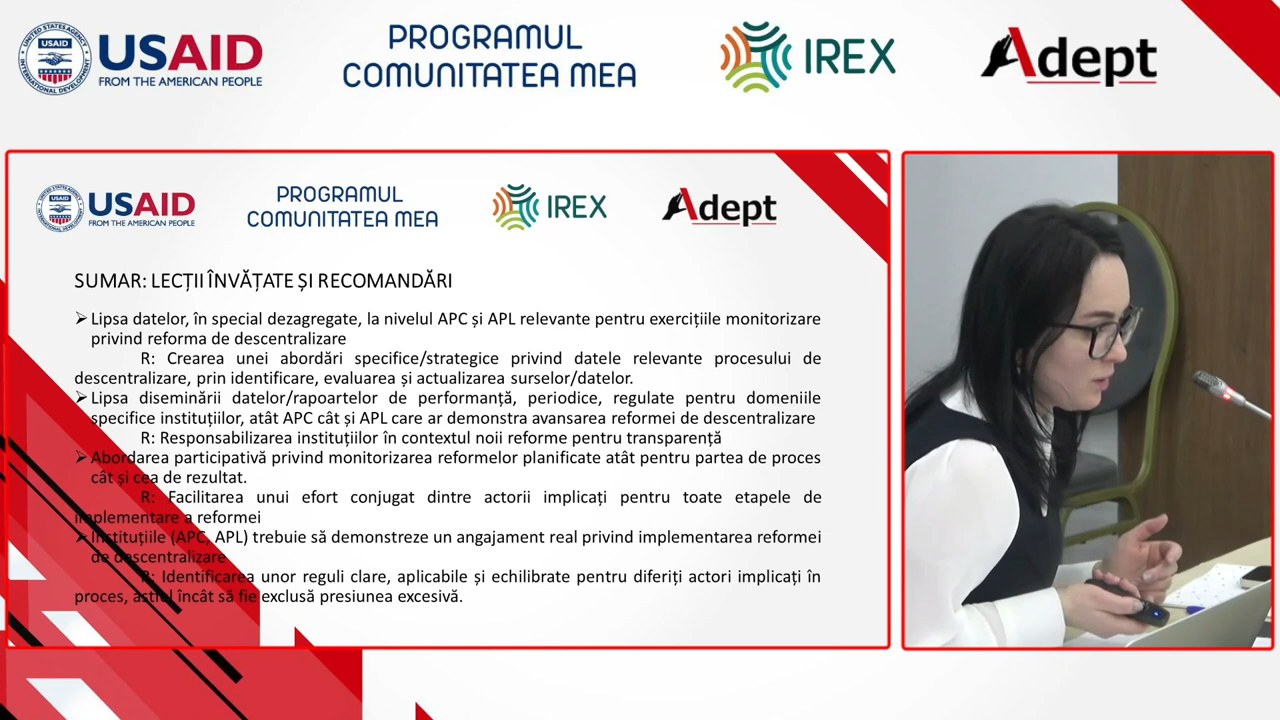 UNITED STATES AGENCY
USAID
INTERNATIONAL DEVELOPMENT
USAID
FROM THE AMERICAN PEOPLE
PROGRAMUL
COMUNITATEA MEA
IREX
Adept
USAID
USAID
FROM THE AMERICAN PEOPLE
PROGRAMUL
COMUNITATEA MEA
IREX
Adept
SUMAR: LECȚII ÎNVĂȚATE ȘI RECOMANDĂRI
Lipsa datelor, în special dezagregate, la nivelul APC și APL relevante pentru exercițiile monitorizare
privind reforma de descentralizare
R: Crearea unei abordări specifice/strategice privind datele relevante procesului de
descentralizare, prin identificare, evaluarea și actualizarea surselor/datelor.
Lipsa diseminării datelor/rapoartelor de performanță, periodice, regulate pentru domeniile
specifice instituțiilor, atât APC cât și APL care ar demonstra avansarea reformei de descentralizare
R: Responsabilizarea instituțiilor în contextul noii reforme pentru transparență
Abordarea participativă privind monitorizarea reformelor planificate atât pentru partea de proces
cât și cea de rezultat.
R: Facilitarea unui efort conjugat dintre actorii implicați pentru toate etapele de
implementare a reformei
Instituțiile (APC, APL) trebuie să demonstreze un angajament real privind implementarea reformei
de descentralizare
R: Identificarea unor reguli clare, aplicabile și echilibrate pentru diferiți actori implicați în
proces, astfel încât să fie exclusă presiunea excesivă.